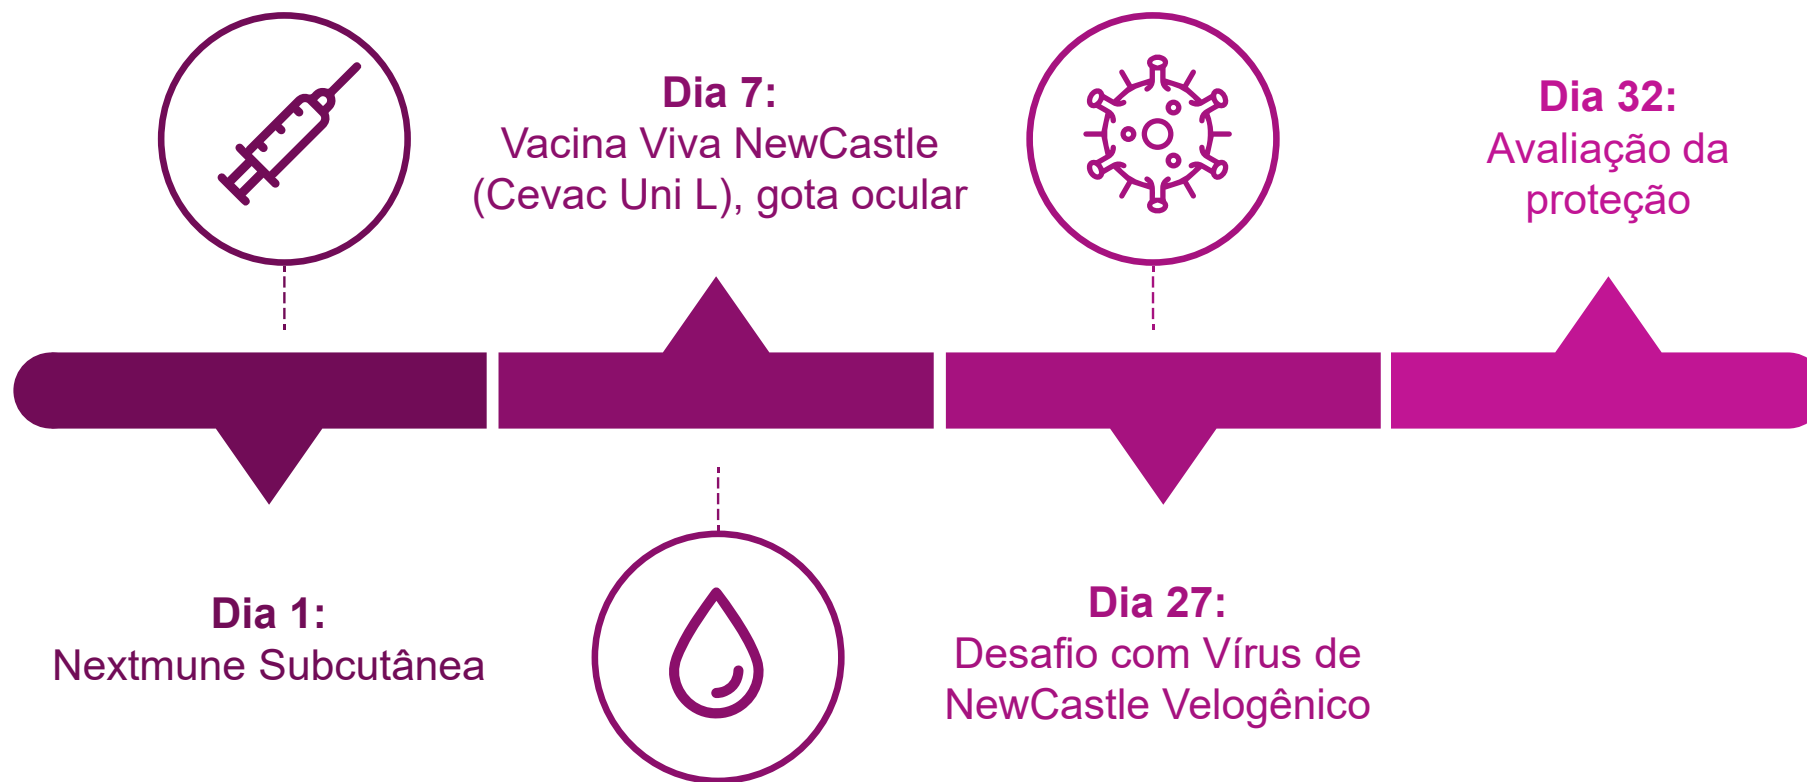 Dia 1:
Nextmune Subcutânea
Dia 7:
Vacina Viva NewCastle
(Cevac Uni L), gota ocular
Dia 27:
Desafio com Vírus de
NewCastle Velogênico
Dia 32:
Avaliação da
proteção